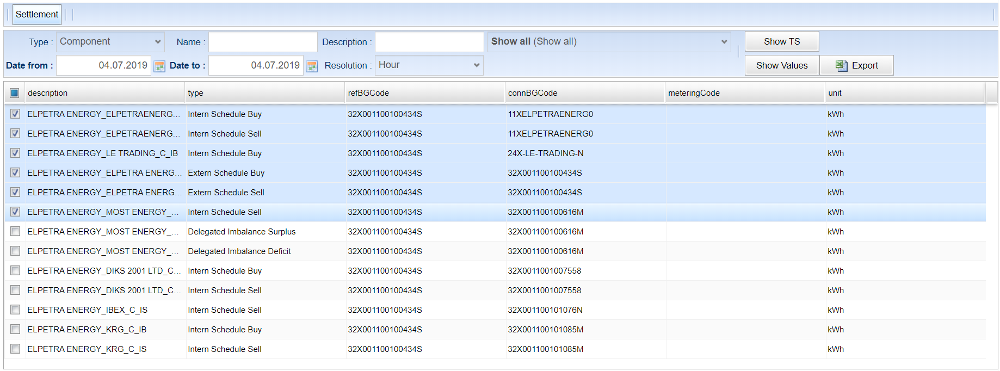 Settlement
Type : Component Name : Description : Show all (Show all) Show TS
Date from : 04.07.2019 Date to : 04.07.2019 Resolution : Hour Show Values Export
description type refBGCode connBGCode meteringCode unit
ELPETRA ENERGY_ELPETRAENERG... Intern Schedule Buy 32X001100100434S 11XELPETRAENERG0 kWh
ELPETRA ENERGY_ELPETRAENERG... Intern Schedule Sell 32X001100100434S 11XELPETRAENERG0 kWh
ELPETRA ENERGY_LE TRADING_C_IB Intern Schedule Buy 32X001100100434S 24X-LE-TRADING-N kWh
ELPETRA ENERGY_ELPETRA ENERG... Extern Schedule Buy 32X001100100434S 32X001100100434S kWh
ELPETRA ENERGY_ELPETRA ENERG... Extern Schedule Sell 32X001100100434S 32X001100100434S kWh
ELPETRA ENERGY_MOST ENERGY_... Intern Schedule Sell 32X001100100434S 32X001100100616M kWh
ELPETRA ENERGY_MOST ENERGY_... Delegated Imbalance Surplus 32X001100100434S 32X001100100616M kWh
ELPETRA ENERGY_MOST ENERGY_... Delegated Imbalance Deficit 32X001100100434S 32X001100100616M kWh
ELPETRA ENERGY_DIKS 2001 LTD_C... Intern Schedule Buy 32X001100100434S 32X0011001007558 kWh
ELPETRA ENERGY_DIKS 2001 LTD_C... Intern Schedule Sell 32X001100100434S 32X0011001007558 kWh
ELPETRA ENERGY_IBEX_C_IS Intern Schedule Sell 32X001100100434S 32X001100101076N kWh
ELPETRA ENERGY_KRG_C_IB Intern Schedule Buy 32X001100100434S 32X001100101085M kWh
ELPETRA ENERGY_KRG_C_IS Intern Schedule Sell 32X001100100434S 32X001100101085M kWh